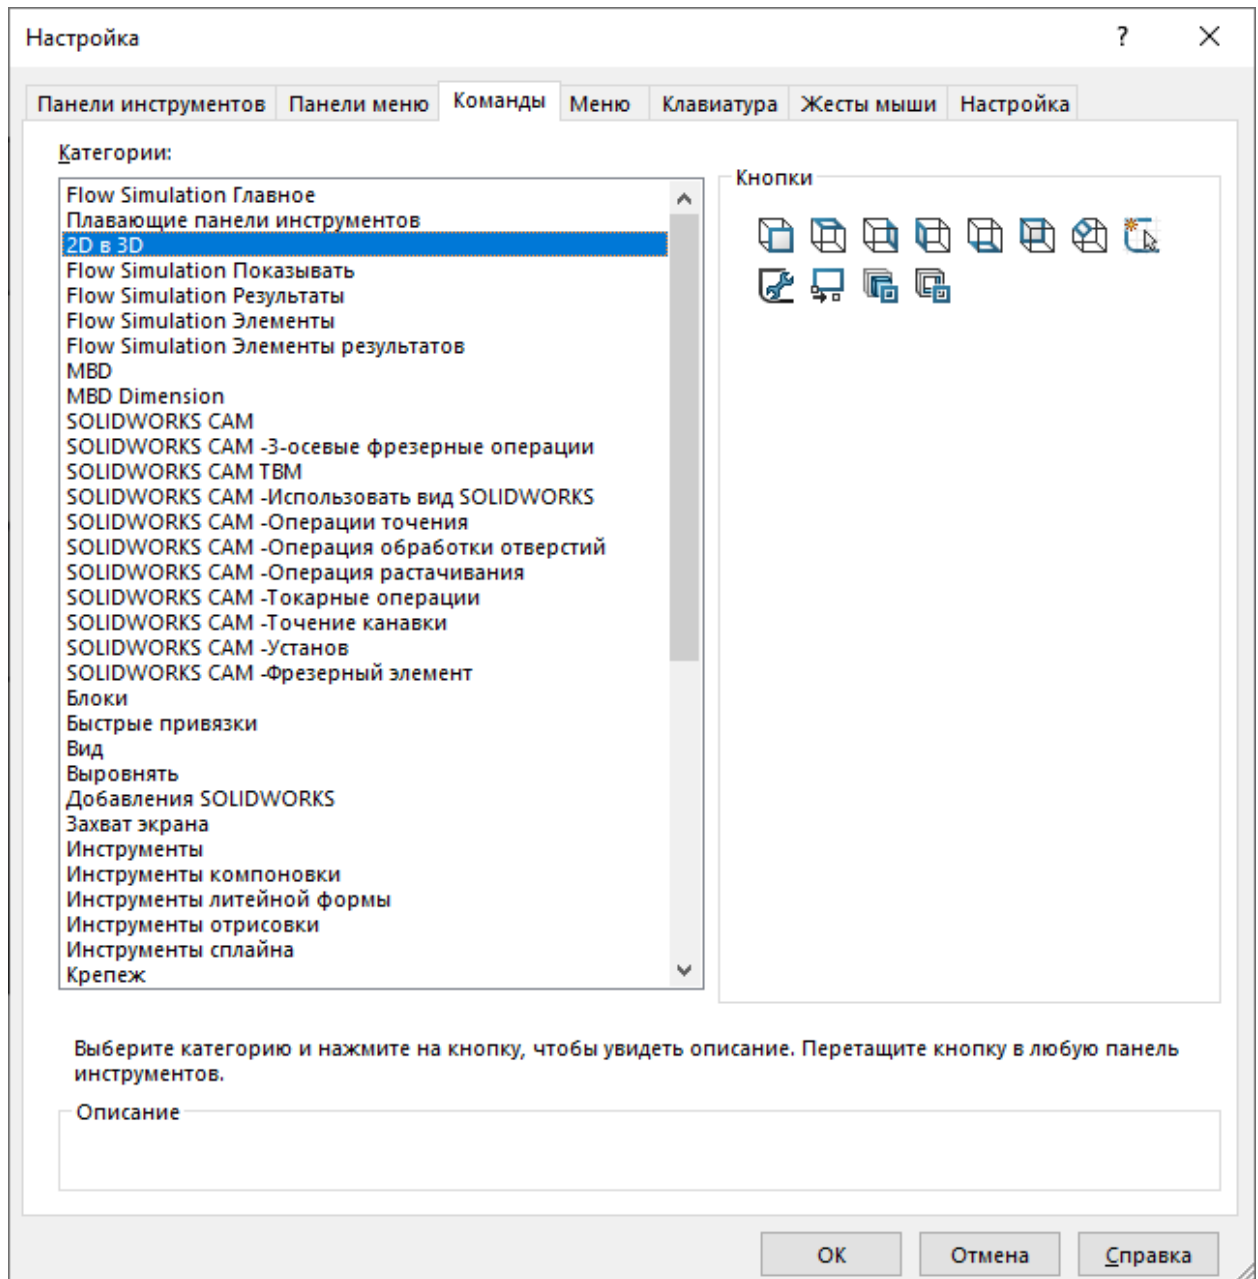 Настройка
?
Панели инструментов Панели меню Команды Меню Клавиатура Жесты мыши Настройка
Категории:
Flow Simulation Главное
Плавающие панели инструментов
2D в 3D
Flow Simulation Показывать
Flow Simulation Результаты
Flow Simulation Элементы
Flow Simulation Элементы результатов
MBD
MBD Dimension
SOLIDWORKS CAM
SOLIDWORKS CAM -3-осевые фрезерные операции
SOLIDWORKS CAM TBM
SOLIDWORKS CAM -Использовать вид SOLIDWORKS
SOLIDWORKS CAM -Операции точения
SOLIDWORKS CAM -Операция обработки отверстий
SOLIDWORKS CAM -Операция растачивания
SOLIDWORKS CAM -Токарные операции
SOLIDWORKS CAM -Точение канавки
SOLIDWORKS CAM -Установ
SOLIDWORKS CAM -Фрезерный элемент
Блоки
Быстрые привязки
Вид
Выровнять
Добавления SOLIDWORKS
Захват экрана
Инструменты
Инструменты компоновки
Инструменты литейной формы
Инструменты отрисовки
Инструменты сплайна
Крепеж
Кнопки
Выберите категорию и нажмите на кнопку, чтобы увидеть описание. Перетащите кнопку в любую панель
инструментов.
Описание
ОК Отмена Справка